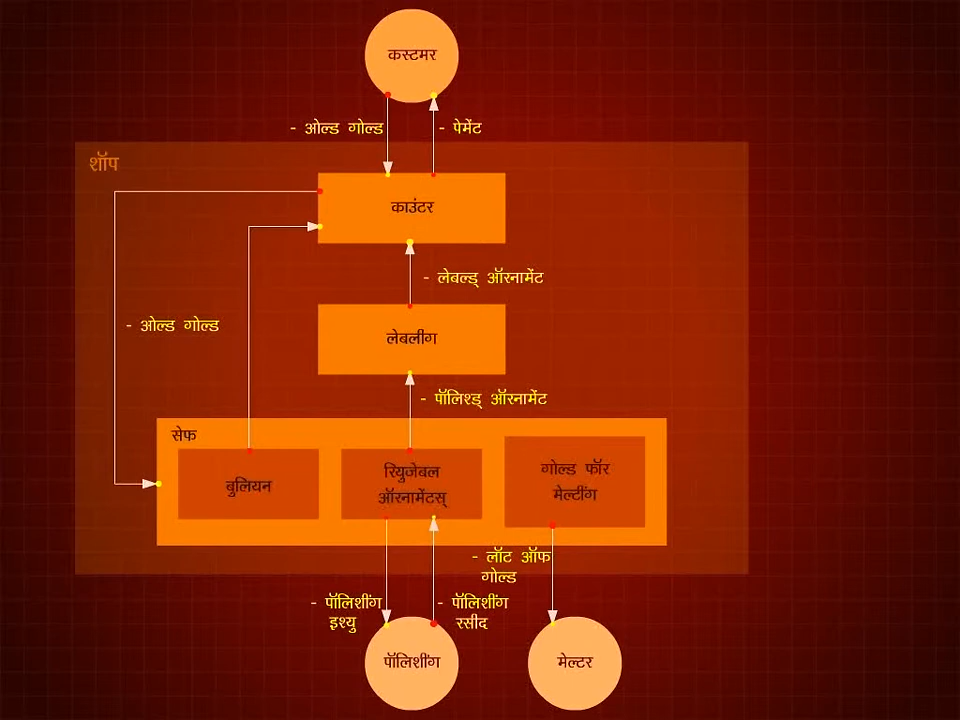 कस्टमर
- ओल्ड गोल्ड
- पेमेंट
शॉप
काउंटर
- लेबल्ड् ऑरनामेंट
- ओल्ड गोल्ड
लेबलींग
- पॉलिश्ड् ऑरनामेंट
सेफ
बुलियन
रियुजेबल
ऑरनामेंटस्
गोल्ड फॉर
मेल्टींग
- लॉट ऑफ
गोल्ड
- पॉलिशींग
इश्यु
- पॉलिशींग
रसीद
पॉलिशींग
मेल्टर